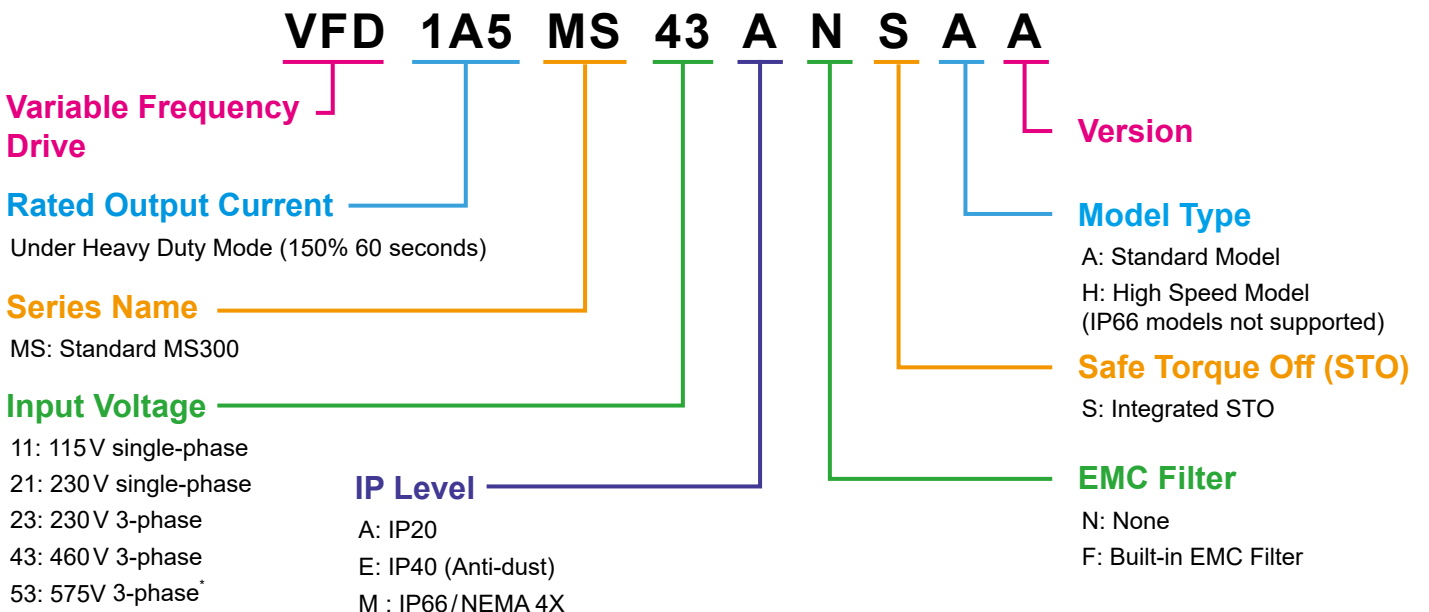 VFD 1A5 MS 43 A N S A A
Variable Frequency
Drive
Rated Output Current
Under Heavy Duty Mode (150% 60 seconds)
Series Name
MS: Standard MS300
Input Voltage
11: 115V single-phase
21: 230V single-phase
23: 230V 3-phase
43: 460V 3-phase
53: 575V 3-phase*
IP Level
A: IP20
E: IP40 (Anti-dust)
M : IP66/NEMA 4X
Version
Model Type
A: Standard Model
H: High Speed Model
(IP66 models not supported)
Safe Torque Off (STO)
S: Integrated STO
EMC Filter
N: None
F: Built-in EMC Filter